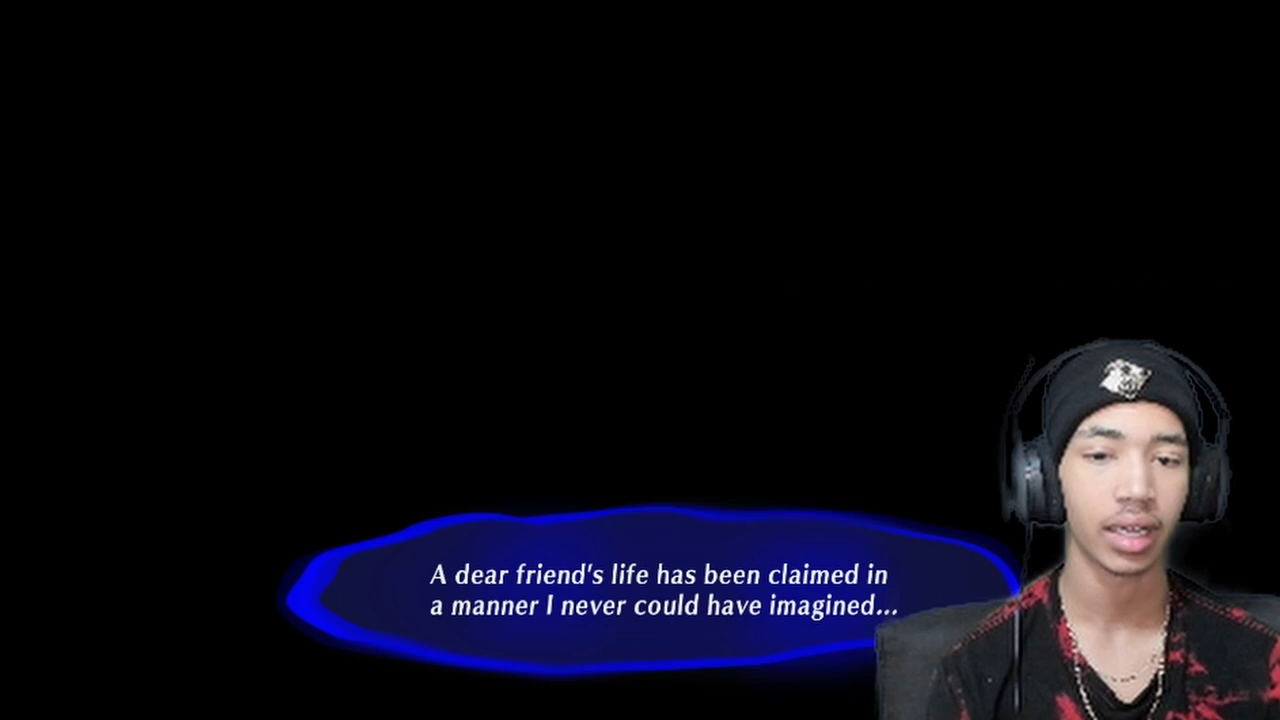 A dear friend's life has been claimed in
a manner I never could have imagined...